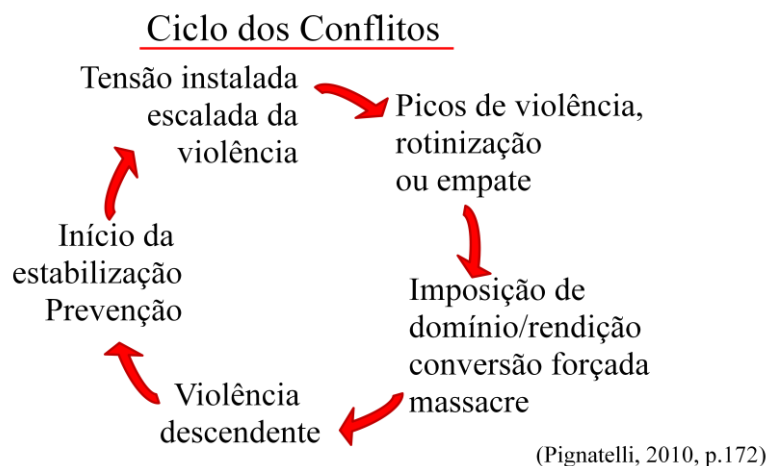 Ciclo dos Conflitos
Tensão instalada
escalada da
violência
Picos de violência,
rotinização
ou empate
Imposição de
domínio/rendição
conversão forçada
massacre
Violência
descendente
Início da
estabilização
Prevenção
(Pignatelli, 2010, p.172)